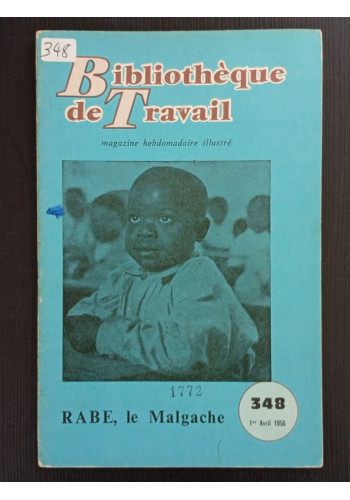 348
Bibliothèque
de Travail
magazine hebdomadaire illustré
1772
RABE, le Malgache
348
1er Avril 1956